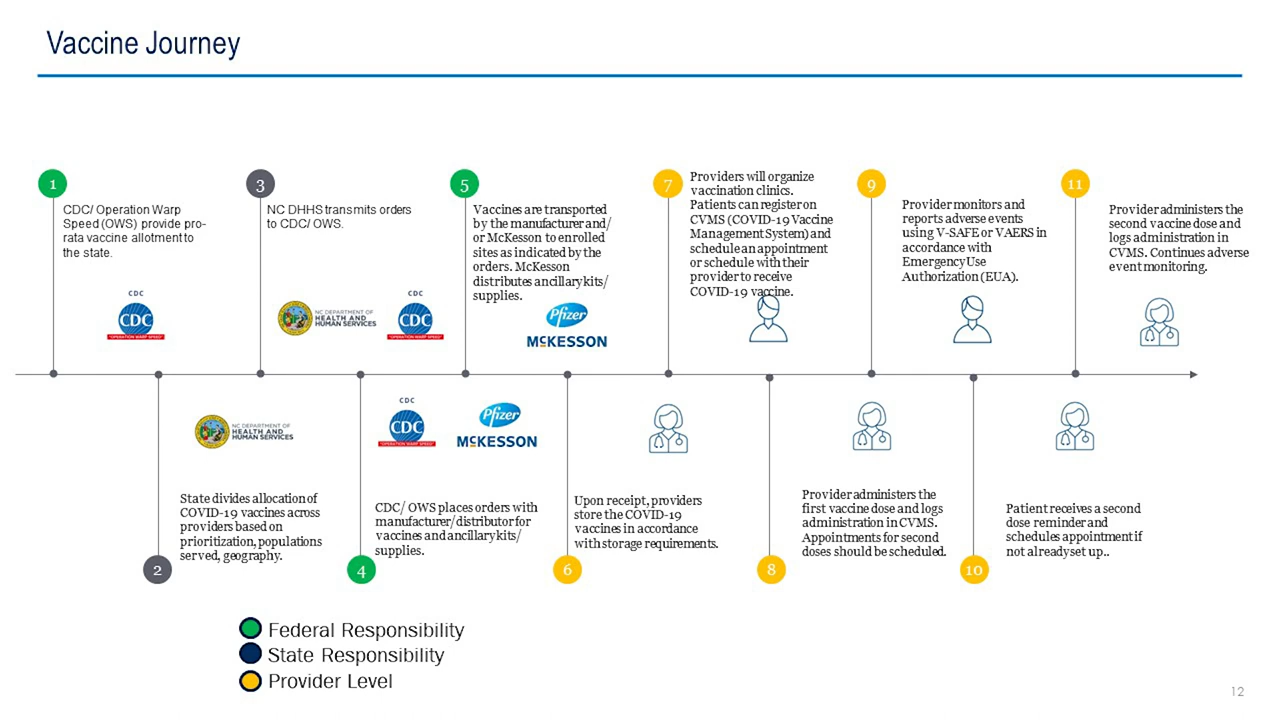 Vaccine Journey
1
CDC/ Operation Warp
Speed (OWS) provide pro-
rata vaccine allotment to
the state.
CDC
CDC
"OPERATION WARP SPEED"
3
NC DHHS transmits orders
to CDC/ OWS.
NC DEPARTMENT OF
HEALTH AND
HUMAN SERVICES
CDC
CDC
"OPERATION WARP SPEED"
5
Vaccines are transported
by the manufacturer and/
or McKesson to enrolled
sites as indicated by the
orders. McKesson
distributes ancillary kits/
supplies.
Pfizer
MCKESSON
7
Providers will organize
vaccination clinics.
Patients can register on
CVMS (COVID-19 Vaccine
Management System) and
schedule an appointment
or schedule with their
provider to receive
COVID-19 vaccine.
9
Provider monitors and
reports adverse events
using V-SAFE or VAERS in
accordance with
Emergency Use
Authorization (EUA).
11
Provider administers the
second vaccine dose and
logs administration in
CVMS. Continues adverse
event monitoring.
NC DEPARTMENT OF
HEALTH AND
HUMAN SERVICES
State divides allocation of
COVID-19 vaccines across
providers based on
prioritization, populations
served, geography.
2
CDC
CDC
"OPERATION WARP SPEED"
Pfizer
MCKESSON
CDC/ OWS places orders with
manufacturer/distributor for
vaccines and ancillary kits/
supplies.
4
Upon receipt, providers
store the COVID-19
vaccines in accordance
with storage requirements.
6
Provider administers the
first vaccine dose and logs
administration in CVMS.
Appointments for second
doses should be scheduled.
8
Patient receives a second
dose reminder and
schedules appointment if
not already set up..
10
Federal Responsibility
State Responsibility
Provider Level
12